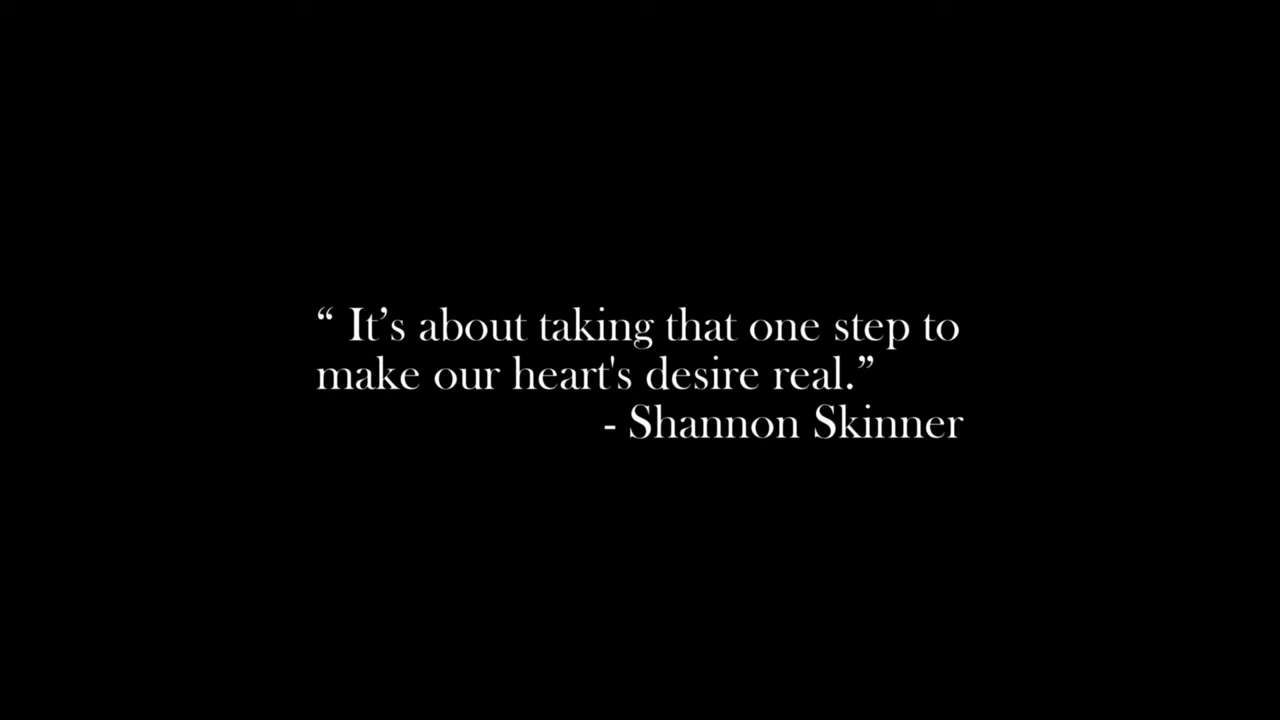 “ It’s about taking that one step to
make our heart's desire real.”
- Shannon Skinner